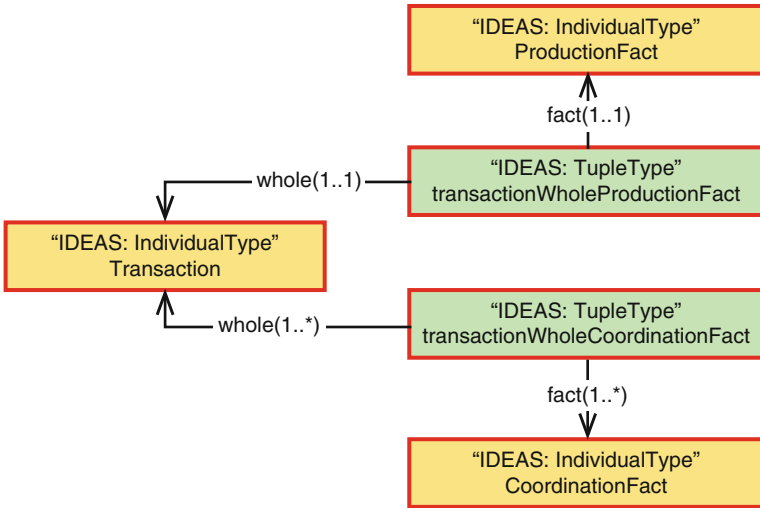 “IDEAS: IndividualType”
ProductionFact
fact(1..1)
“IDEAS: TupleType”
transactionWholeProductionFact
whole(1..1)
“IDEAS: IndividualType”
Transaction
whole(1..*)
“IDEAS: TupleType”
transactionWholeCoordinationFact
fact(1..*)
“IDEAS: IndividualType”
CoordinationFact